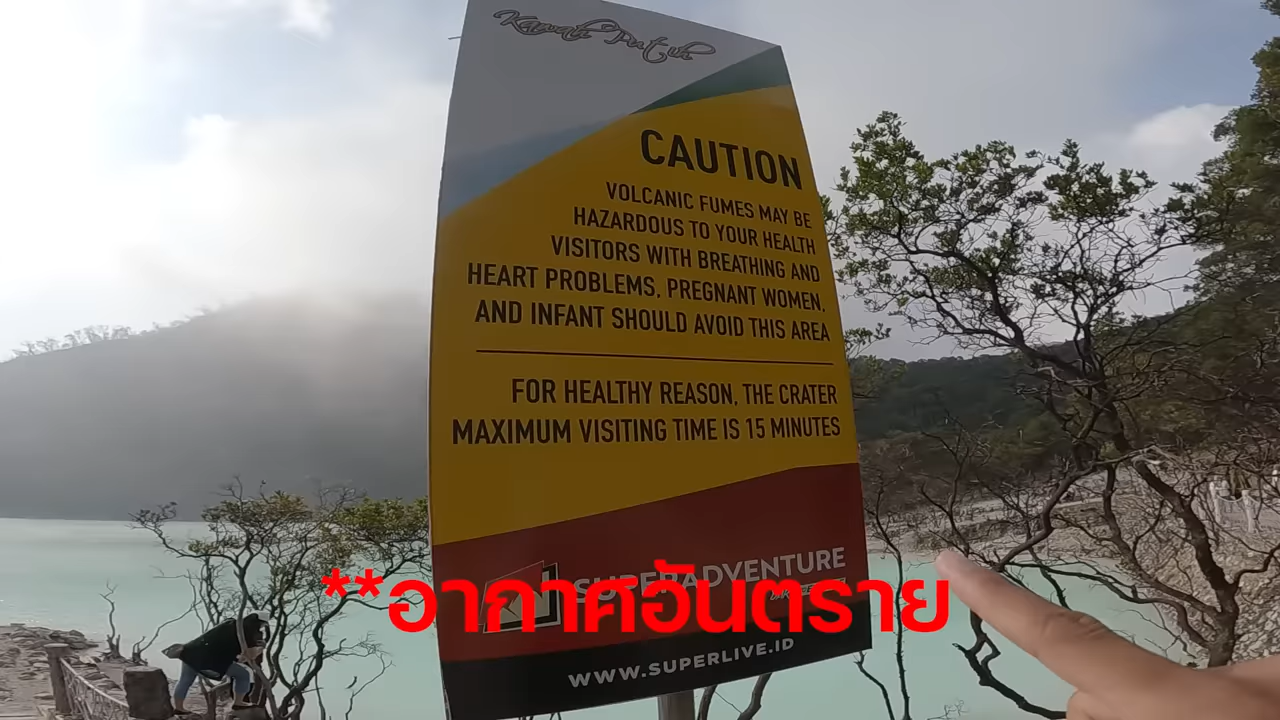 Kawah Putih
CAUTION
VOLCANIC FUMES MAY BE
HAZARDOUS TO YOUR HEALTH
VISITORS WITH BREATHING AND
HEART PROBLEMS, PREGNANT WOMEN,
AND INFANT SHOULD AVOID THIS AREA
FOR HEALTHY REASON, THE CRATER
MAXIMUM VISITING TIME IS 15 MINUTES
SUPERADVENTURE
**อากาศอันตราย
WWW.SUPERLIVE.ID